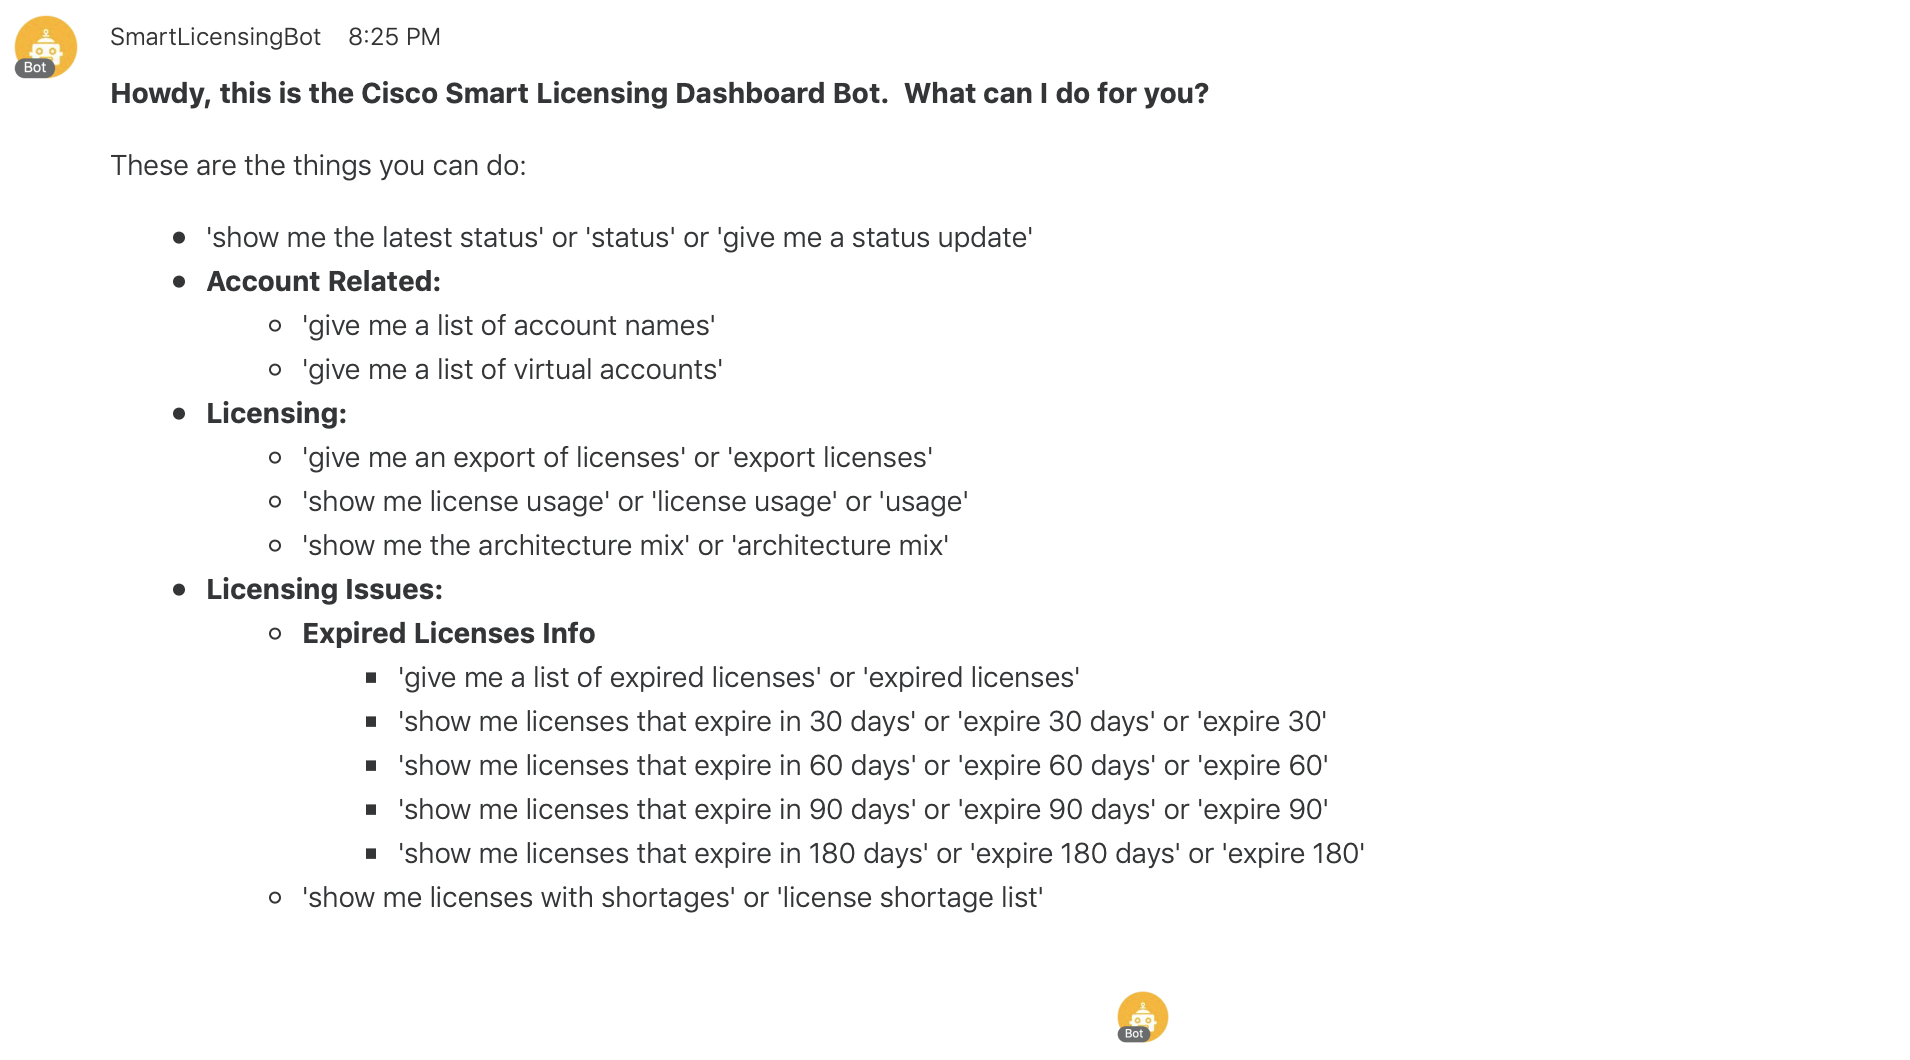 SmartLicensingBot 8:25 PM
Bot
Howdy, this is the Cisco Smart Licensing Dashboard Bot.  What can I do for you?
These are the things you can do:
● 'show me the latest status' or 'status' or 'give me a status update'
● Account Related:
○ 'give me a list of account names'
○ 'give me a list of virtual accounts'
● Licensing:
○ 'give me an export of licenses' or 'export licenses'
○ 'show me license usage' or 'license usage' or 'usage'
○ 'show me the architecture mix' or 'architecture mix'
● Licensing Issues:
○ Expired Licenses Info
■ 'give me a list of expired licenses' or 'expired licenses'
■ 'show me licenses that expire in 30 days' or 'expire 30 days' or 'expire 30'
■ 'show me licenses that expire in 60 days' or 'expire 60 days' or 'expire 60'
■ 'show me licenses that expire in 90 days' or 'expire 90 days' or 'expire 90'
■ 'show me licenses that expire in 180 days' or 'expire 180 days' or 'expire 180'
○ 'show me licenses with shortages' or 'license shortage list'
Bot